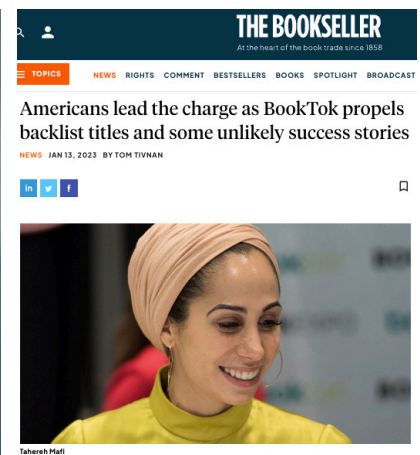 THE BOOKSELLER
At the heart of the book trade since 1858
TOPICS NEWS RIGHTS COMMENT BESTSELLERS BOOKS SPOTLIGHT BROADCAST
Americans lead the charge as BookTok propels
backlist titles and some unlikely success stories
NEWS JAN 13, 2023 BY TOM TIVNAN
in f
Tahereh Mafi